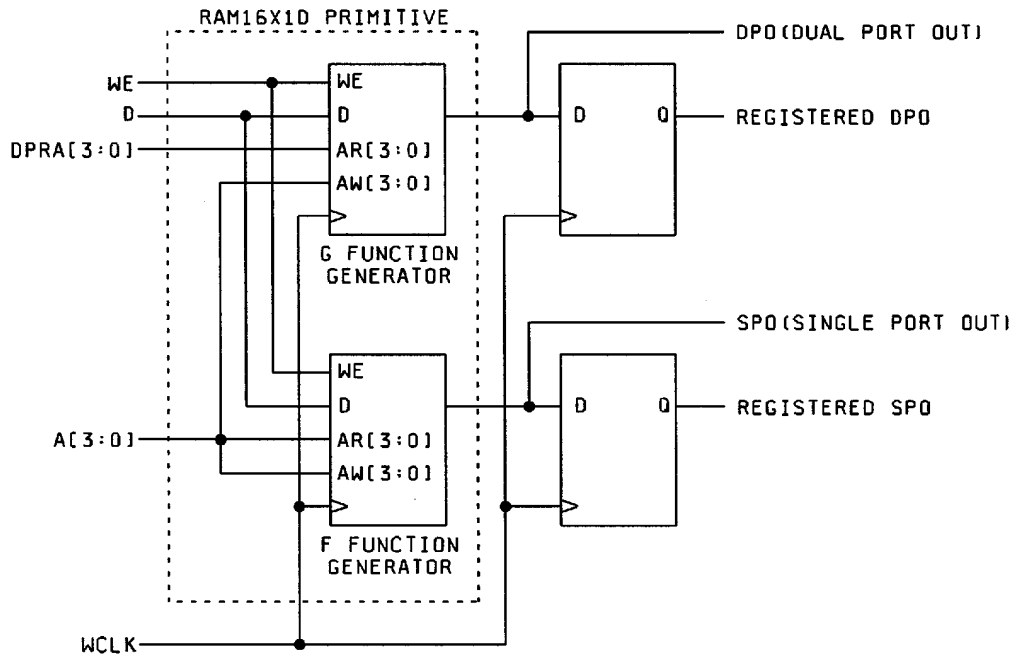 RAM16X1D PRIMITIVE
DPO(DUAL PORT OUT)
WE
WE
D
D
D
Q
REGISTERED DPO
DPRA[3:0]
AR[3:0]
AW[3:0]
G FUNCTION
GENERATOR
SPO(SINGLE PORT OUT)
WE
D
D
Q
REGISTERED SPO
A[3:0]
AR[3:0]
AW[3:0]
F FUNCTION
GENERATOR
WCLK